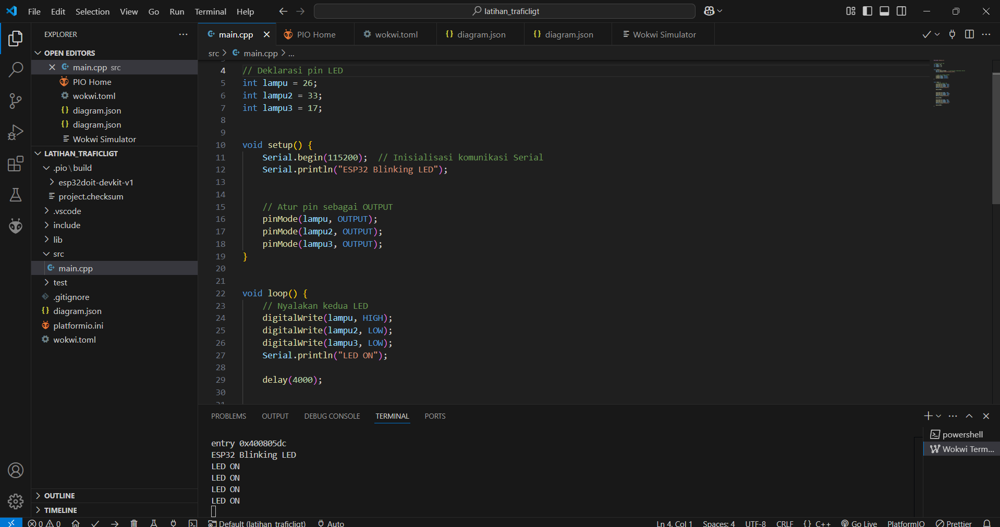 File Edit Selection View Go Run Terminal Help
latihan_traficligt
EXPLORER
OPEN EDITORS
main.cpp src
PIO Home
wokwi.toml
diagram.json
diagram.json
Wokwi Simulator
LATIHAN_TRAFICLIGT
.pio\build
esp32doit-devkit-v1
project.checksum
.vscode
include
lib
src
main.cpp
test
.gitignore
diagram.json
platformio.ini
wokwi.toml
OUTLINE
TIMELINE
main.cpp PIO Home wokwi.toml diagram.json diagram.json Wokwi Simulator
src > main.cpp > ...
4 // Deklarasi pin LED
5 int lampu = 26;
6 int lampu2 = 33;
7 int lampu3 = 17;
8
9
10 void setup() {
11 Serial.begin(115200); // Inisialisasi komunikasi Serial
12 Serial.println("ESP32 Blinking LED");
13
14
15 // Atur pin sebagai OUTPUT
16 pinMode(lampu, OUTPUT);
17 pinMode(lampu2, OUTPUT);
18 pinMode(lampu3, OUTPUT);
19 }
20
21
22 void loop() {
23 // Nyalakan kedua LED
24 digitalWrite(lampu, HIGH);
25 digitalWrite(lampu2, LOW);
26 digitalWrite(lampu3, LOW);
27 Serial.println("LED ON");
28
29 delay(4000);
30
PROBLEMS OUTPUT DEBUG CONSOLE TERMINAL PORTS
entry 0x400805dc
ESP32 Blinking LED
LED ON
LED ON
LED ON
LED ON
powershell
Wokwi Term...
0 0 Default (latihan_traficligt) Auto Ln 4, Col 1 Spaces: 4 UTF-8 CRLF {} C++ Go Live PlatformIO Prettier